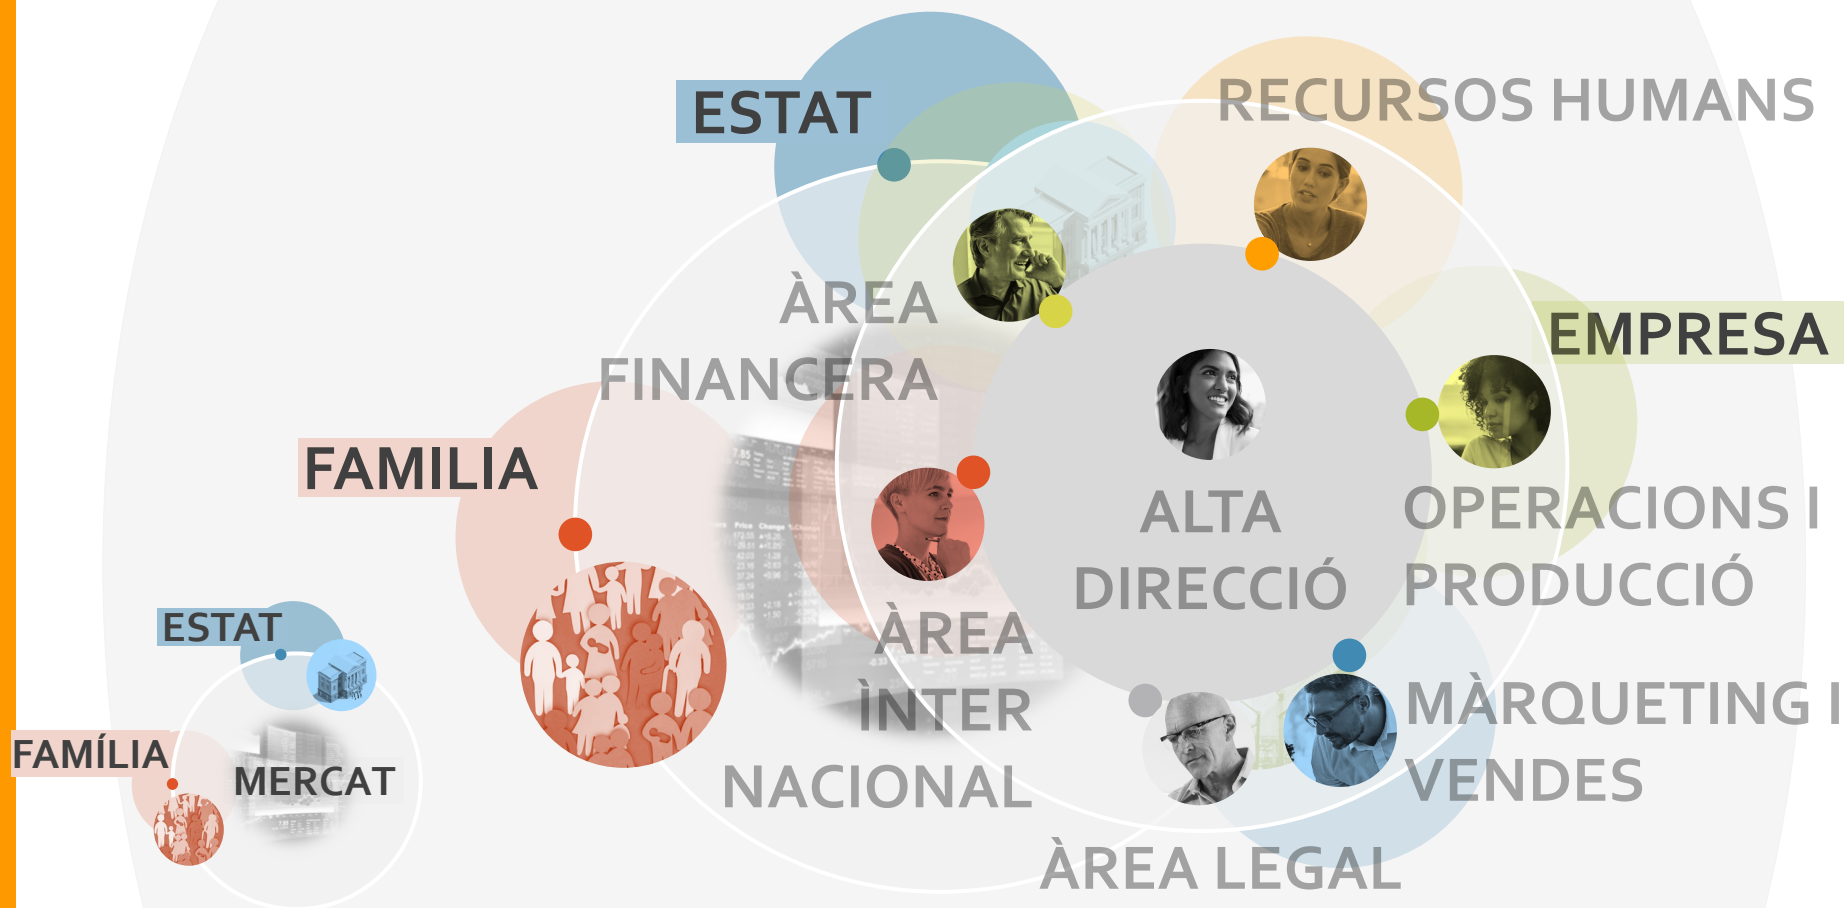 ESTAT
RECURSOS HUMANS
ÀREA
FINANCERA
EMPRESA
FAMILIA
ALTA
DIRECCIÓ
OPERACIONS I
PRODUCCIÓ
ÀREA
ÌNTER
NACIONAL
MÀRQUETING I
VENDES
ÀREA LEGAL
ESTAT
FAMÍLIA
MERCAT